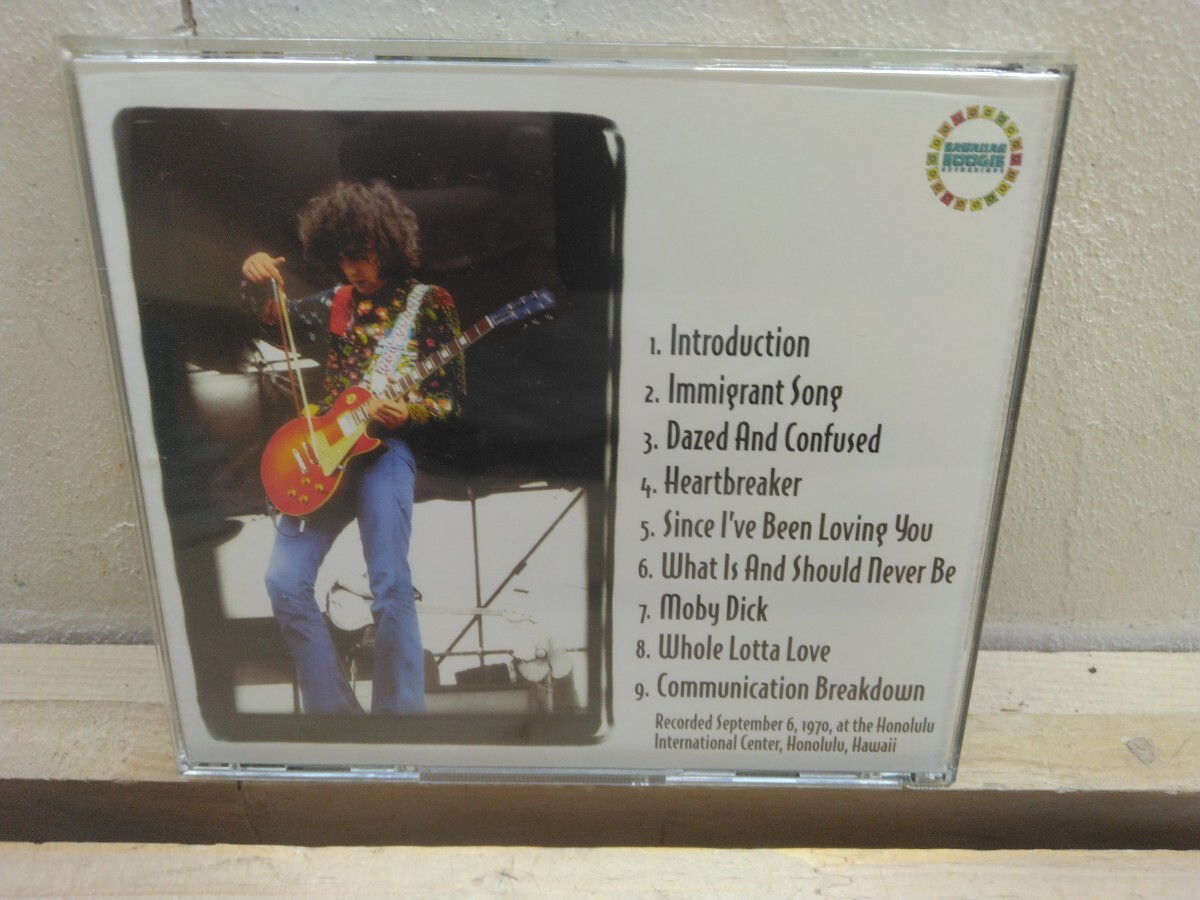 HAWAIIAN
BOOGIE
RECORDINGS
1. Introduction
2. Immigrant Song
3. Dazed And Confused
4. Heartbreaker
5. Since I've Been Loving You
6. What Is And Should Never Be
7. Moby Dick
8. Whole Lotta Love
9. Communication Breakdown
Recorded September 6, 1970, at the Honolulu
International Center, Honolulu, Hawaii